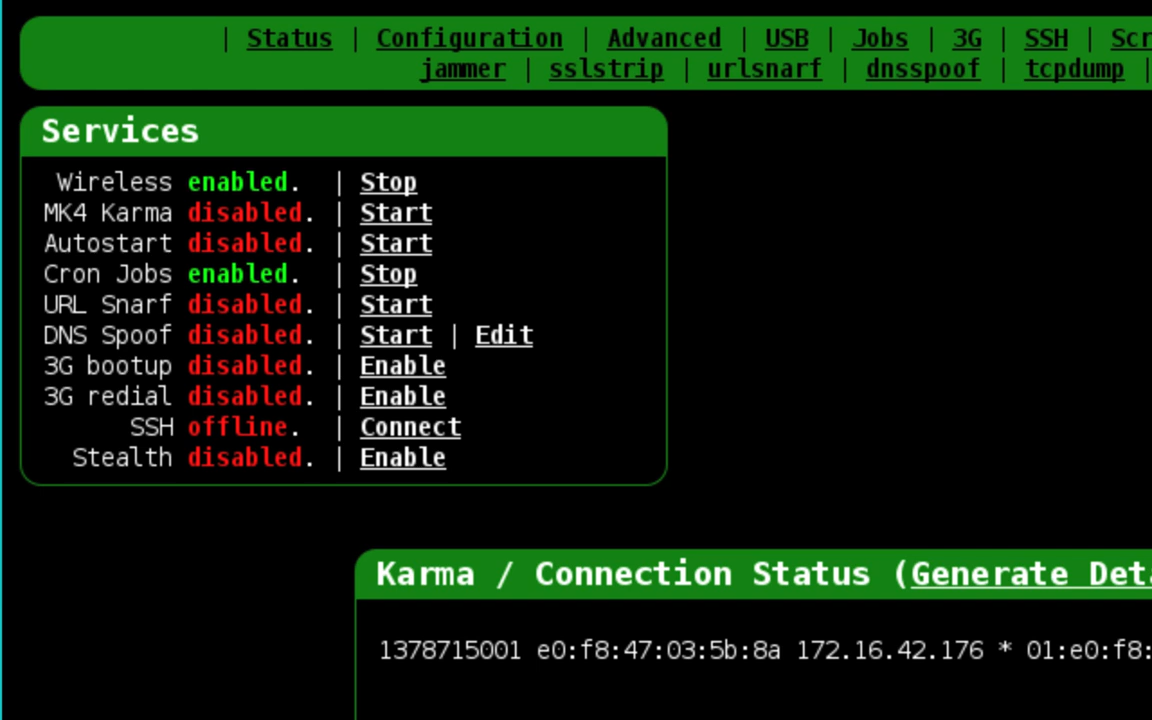 | Status | Configuration | Advanced | USB | Jobs | 3G | SSH |
jammer | sslstrip | urlsnarf | dnsspoof | tcpdump |
Services
Wireless enabled. | Stop
MK4 Karma disabled. | Start
Autostart disabled. | Start
Cron Jobs enabled. | Stop
URL Snarf disabled. | Start
DNS Spoof disabled. | Start | Edit
3G bootup disabled. | Enable
3G redial disabled. | Enable
SSH offline. | Connect
Stealth disabled. | Enable
Karma / Connection Status (Generate
1378715001 e0:f8:47:03:5b:8a 172.16.42.176 * 01:e0:f8: